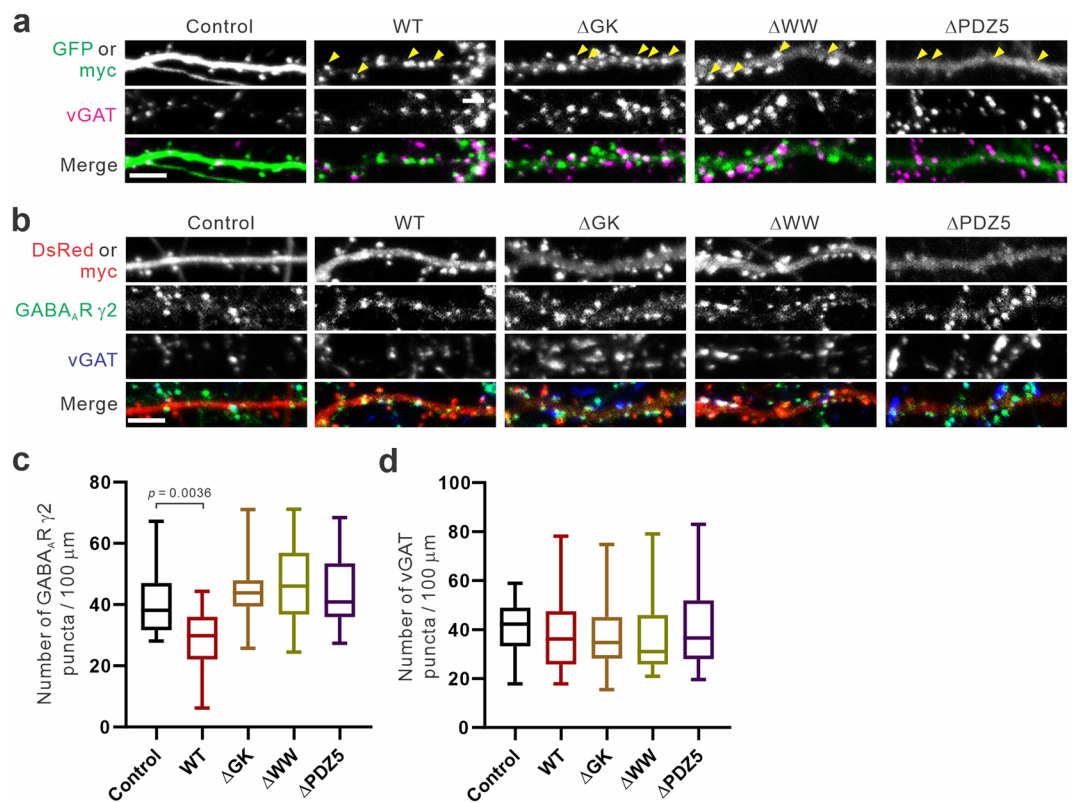 a
Control WT ΔGK ΔWW ΔPDZ5
GFP or
myc
vGAT
Merge
b
Control WT ΔGK ΔWW ΔPDZ5
DsRed or
myc
GABAAR γ2
vGAT
Merge
c
Number of GABAAR γ2
puncta / 100 μm
80
60
40
20
0
p = 0.0036
Control WT ΔGK ΔWW ΔPDZ5
d
Number of vGAT
puncta / 100 μm
100
80
60
40
20
0
Control WT ΔGK ΔWW ΔPDZ5